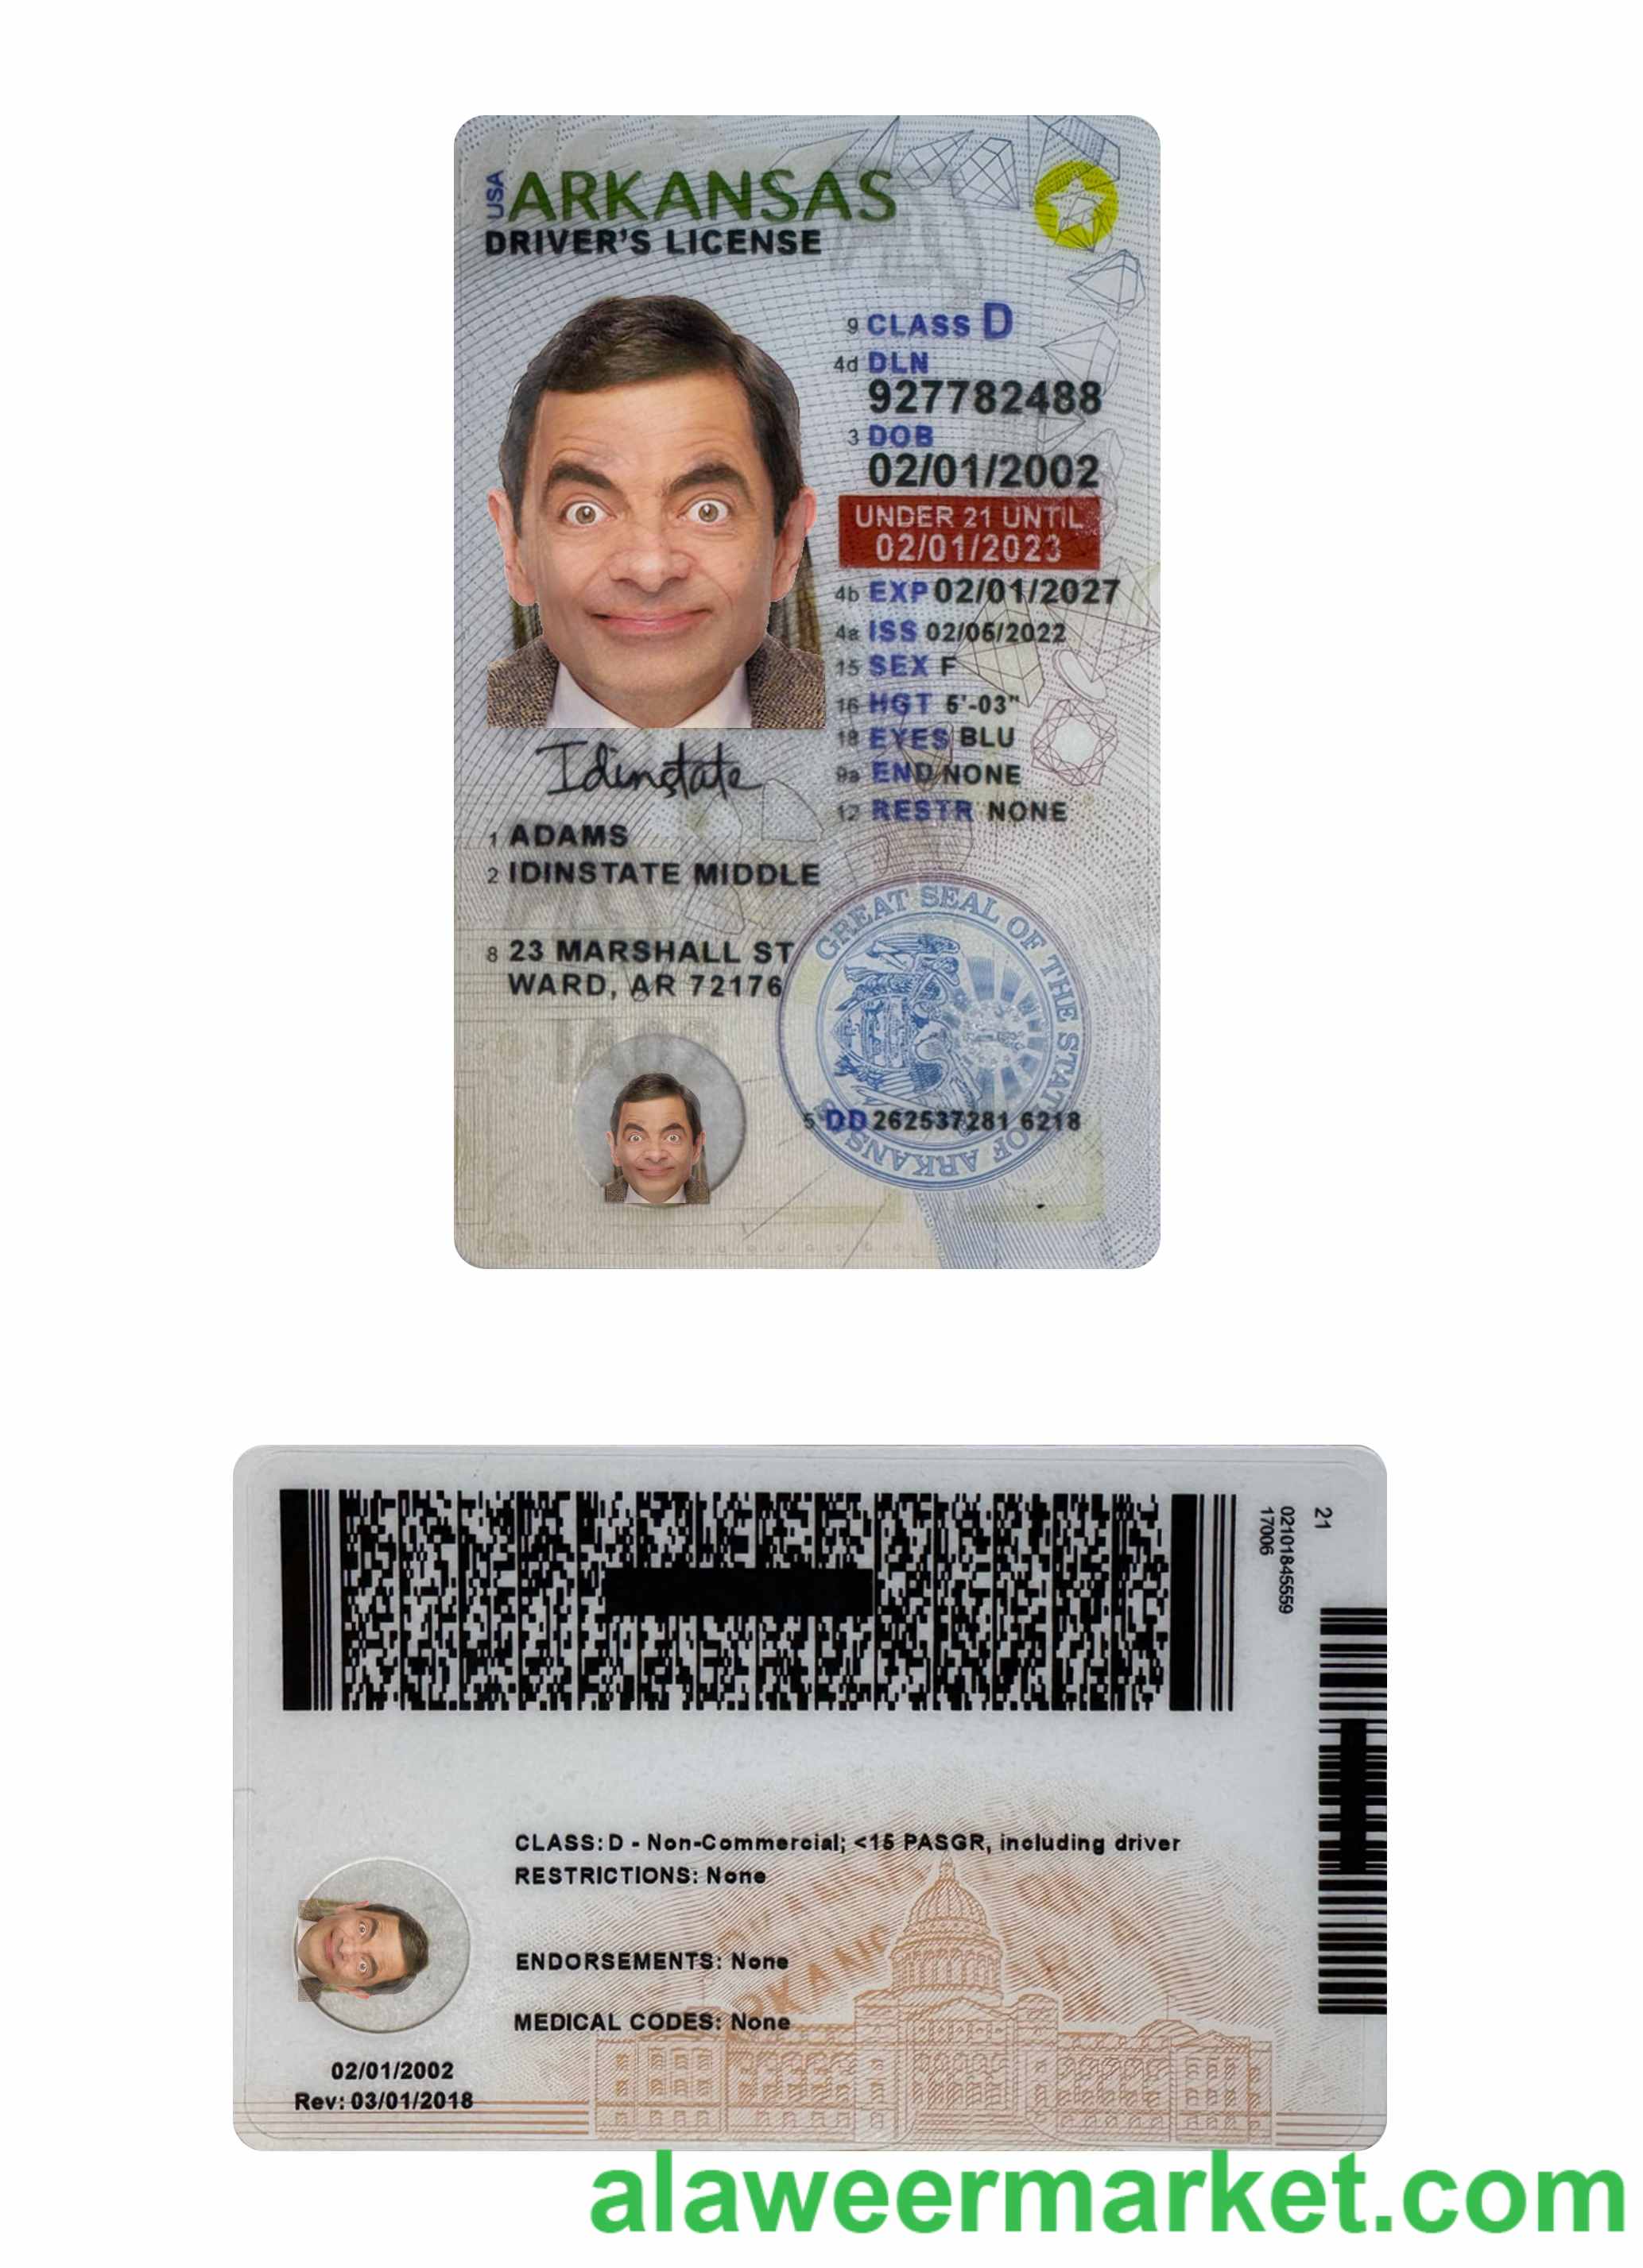 USA
ARKANSAS
DRIVER'S LICENSE
9 CLASS D
4d DLN
927782488
3 DOB
02/01/2002
UNDER 21 UNTIL
02/01/2023
4b EXP 02/01/2027
4a ISS 02/05/2022
15 SEX F
16 HGT 5'-03"
18 EYES BLU
9a END NONE
12 RESTR NONE
Idinstate
1 ADAMS
2 IDINSTATE MIDDLE
8 23 MARSHALL ST
WARD, AR 72176
GREAT SEAL OF THE STATE OF ARKANSAS
5 DD 262537281 6218
21
02101845559
17006
CLASS: D - Non-Commercial; <15 PASGR, including driver
RESTRICTIONS: None
ENDORSEMENTS: None
MEDICAL CODES: None
02/01/2002
Rev: 03/01/2018
alaweermarket.com